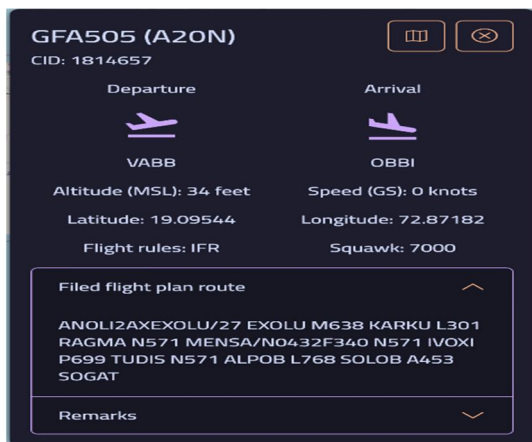 GFA505 (A20N)
CID: 1814657
Departure Arrival
VABB OBBI
Altitude (MSL): 34 feet Speed (GS): 0 knots
Latitude: 19.09544 Longitude: 72.87182
Flight rules: IFR Squawk: 7000
Filed flight plan route
ANOLI2AXEXOLU/27 EXOLU M638 KARKU L301
RAGMA N571 MENSA/N0432F340 N571 IVOXI
P699 TUDIS N571 ALPOB L768 SOLOB A453
SOGAT
Remarks